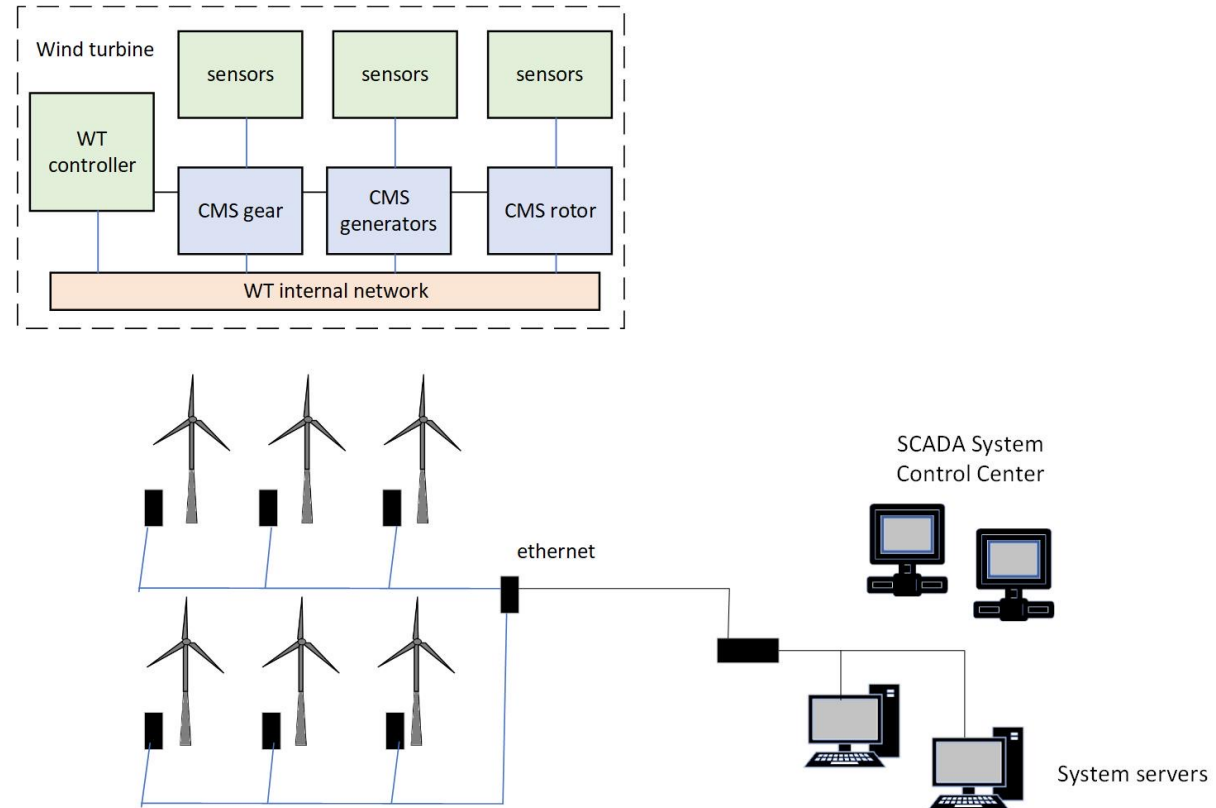 Wind turbine
sensors
sensors
sensors
WT
controller
CMS gear
CMS
generators
CMS rotor
WT internal network
SCADA System
Control Center
ethernet
System servers